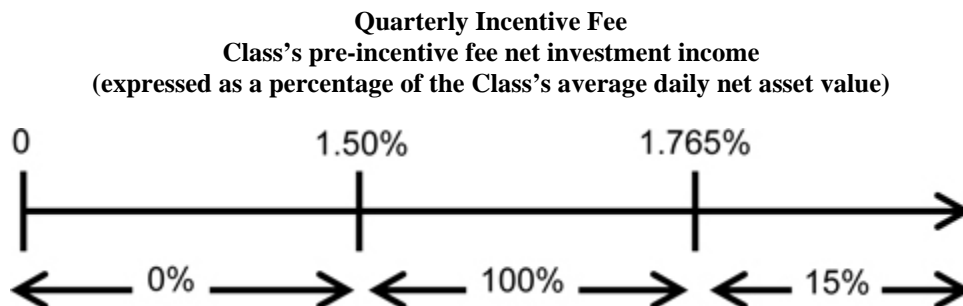 Quarterly Incentive Fee
Class’s pre-incentive fee net investment income
(expressed as a percentage of the Class’s average daily net asset value)
0 1.50% 1.765%
0% 100% 15%